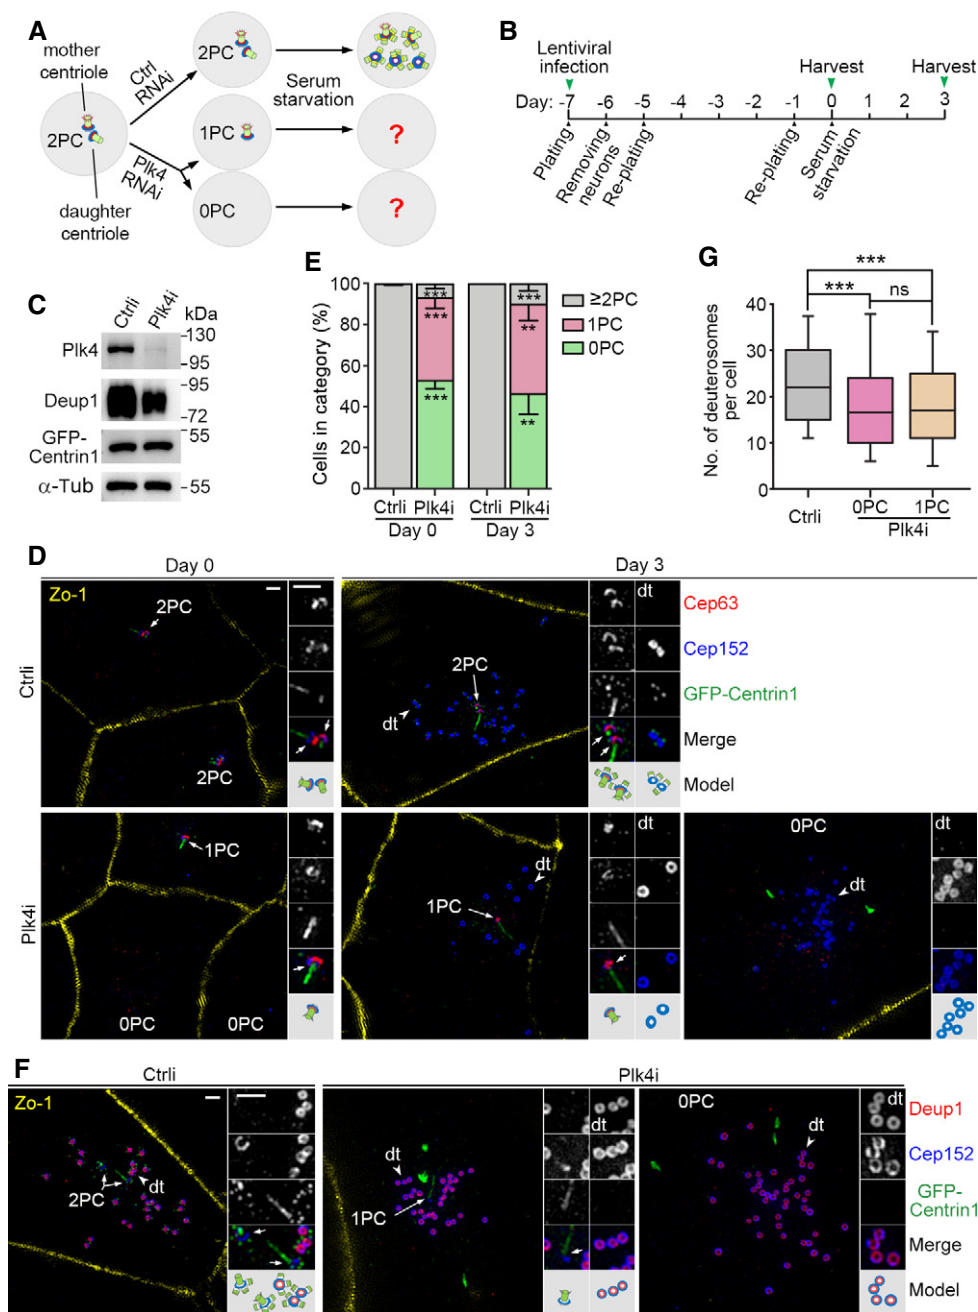 A
mother
centriole
2PC
daughter
centriole
Ctrl
RNAi
Plk4
RNAi
2PC
1PC
0PC
Serum
starvation
?
?
B
Lentiviral
infection
Harvest
Harvest
Day: -7 -6 -5 -4 -3 -2 -1 0 1 2 3
Plating
Removing
neurons
Re-plating
Re-plating
Serum
starvation
C
Ctrli
Plk4i
kDa
Plk4
-130
-95
Deup1
-95
-72
GFP-
Centrin1
-55
α-Tub
-55
E
Cells in category (%)
100
80
60
40
20
0
***
***
***
***
**
**
≥2PC
1PC
0PC
Ctrli Plk4i Ctrli Plk4i
Day 0 Day 3
G
No. of deuterosomes
per cell
40
30
20
10
0
***
***
ns
Ctrli
0PC 1PC
Plk4i
D
Day 0
Day 3
Ctrli
Zo-1
2PC
2PC
2PC
dt
dt
Cep63
Cep152
GFP-Centrin1
Merge
Model
Plk4i
1PC
0PC
0PC
1PC
dt
dt
0PC
dt
dt
F
Ctrli
Plk4i
Zo-1
2PC
dt
dt
dt
1PC
dt
0PC
dt
dt
Deup1
Cep152
GFP-
Centrin1
Merge
Model